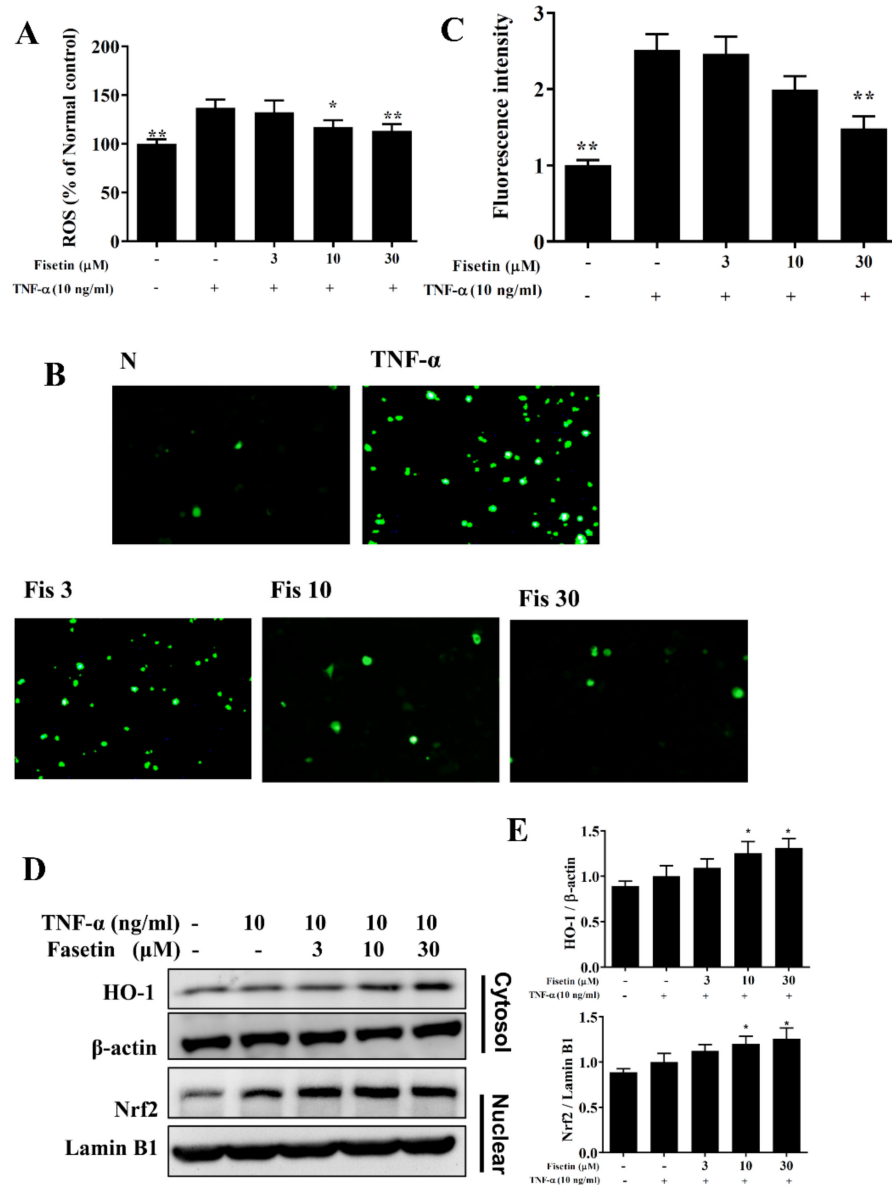 A
ROS (% of Normal control)
200
150
100
50
0
** * **
Fisetin (μM) - - 3 10 30
TNF-α (10 ng/ml) - + + + +
C
Fluorescence intensity
3
2
1
0
** **
Fisetin (μM) - - 3 10 30
TNF-α (10 ng/ml) - + + + +
B
N
TNF-α
Fis 3
Fis 10
Fis 30
D
TNF-α (ng/ml) - 10 10 10 10
Fasetin (μM) - - 3 10 30
HO-1
β-actin
Cytosol
Nrf2
Lamin B1
Nuclear
E
HO-1 / β-actin
1.5
1.0
0.5
0.0
* *
Fisetin (μM) - - 3 10 30
TNF-α (10 ng/ml) - + + + +
Nrf2 / Lamin B1
1.5
1.0
0.5
0.0
* *
Fisetin (μM) - - 3 10 30
TNF-α (10 ng/ml) - + + + +